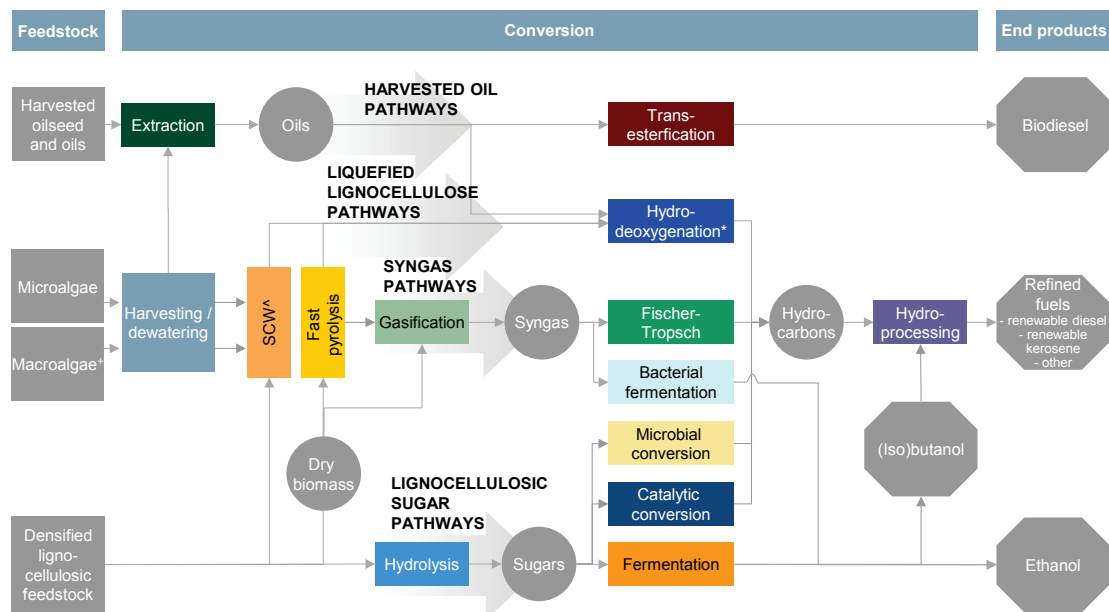 Feedstock
Conversion
End products
Harvested
oilseed
and oils
Extraction
Oils
HARVESTED OIL
PATHWAYS
Trans-
esterfication
Biodiesel
LIQUEFIED
LIGNOCELLULOSE
PATHWAYS
Hydro-
deoxygenation*
Microalgae
Macroalgae+
Harvesting /
dewatering
SCW^
Fast
pyrolysis
SYNGAS
PATHWAYS
Gasification
Syngas
Fischer-
Tropsch
Bacterial
fermentation
Hydro-
carbons
Hydro-
processing
Refined
fuels
- renewable diesel
- renewable
kerosene
- other
Dry
biomass
Microbial
conversion
(Iso)butanol
LIGNOCELLULOSIC
SUGAR
PATHWAYS
Catalytic
conversion
Densified
ligno-
cellulosic
feedstock
Hydrolysis
Sugars
Fermentation
Ethanol